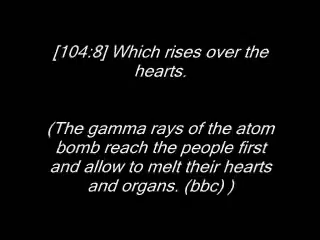 [104:8] Which rises over the
hearts.
(The gamma rays of the atom
bomb reach the people first
and allow to melt their hearts
and organs. (bbc) )